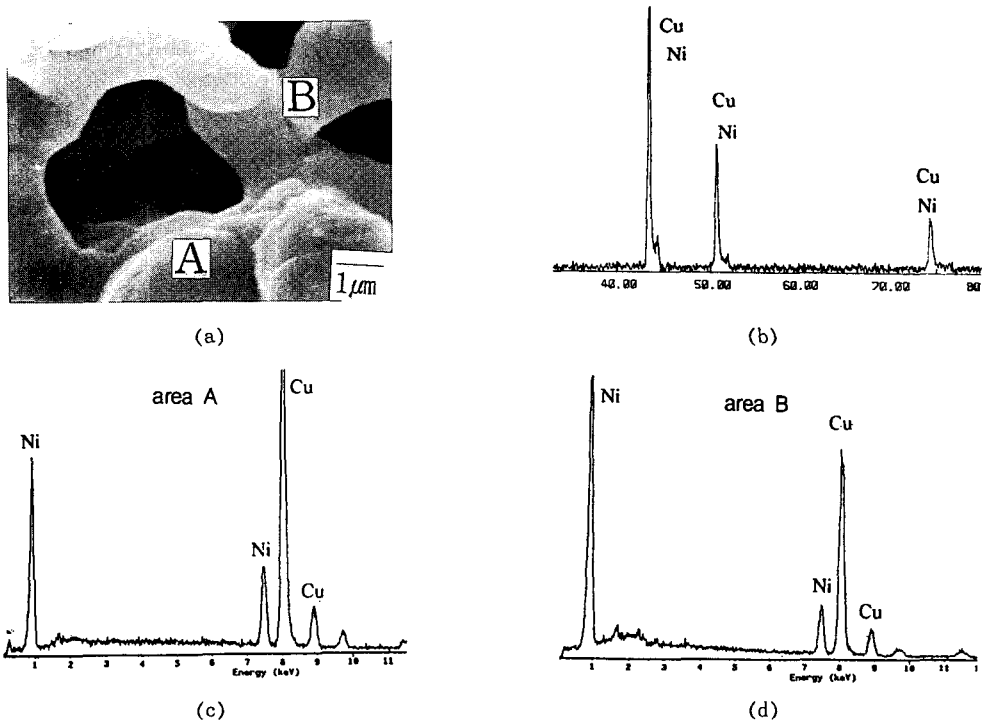 A
B
1μm
(a)
Cu
Ni
Cu
Ni
Cu
Ni
40.00 50.00 60.00 70.00 80
(b)
area A
Ni
Cu
Ni
Cu
1 2 3 4 5 6 7 8 9 10 11
Energy (keV)
(c)
area B
Ni
Cu
Ni
Cu
1 2 3 4 5 6 7 8 9 10 11 1
Energy (keV)
(d)